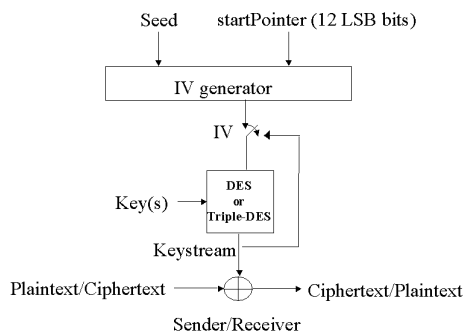 Seed startPointer (12 LSB bits)
IV generator
IV
DES
or
Triple-DES
Key(s)
Keystream
Plaintext/Ciphertext Ciphertext/Plaintext
Sender/Receiver